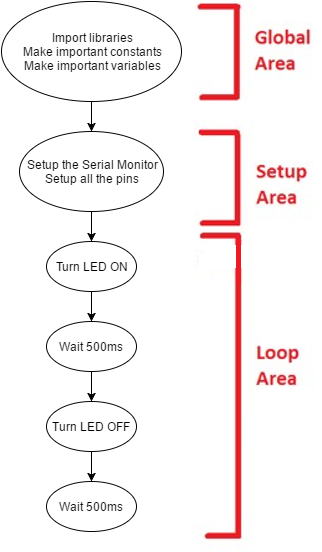 Import libraries
Make important constants
Make important variables
Global
Area
Setup the Serial Monitor
Setup all the pins
Setup
Area
Turn LED ON
Wait 500ms
Loop
Area
Turn LED OFF
Wait 500ms